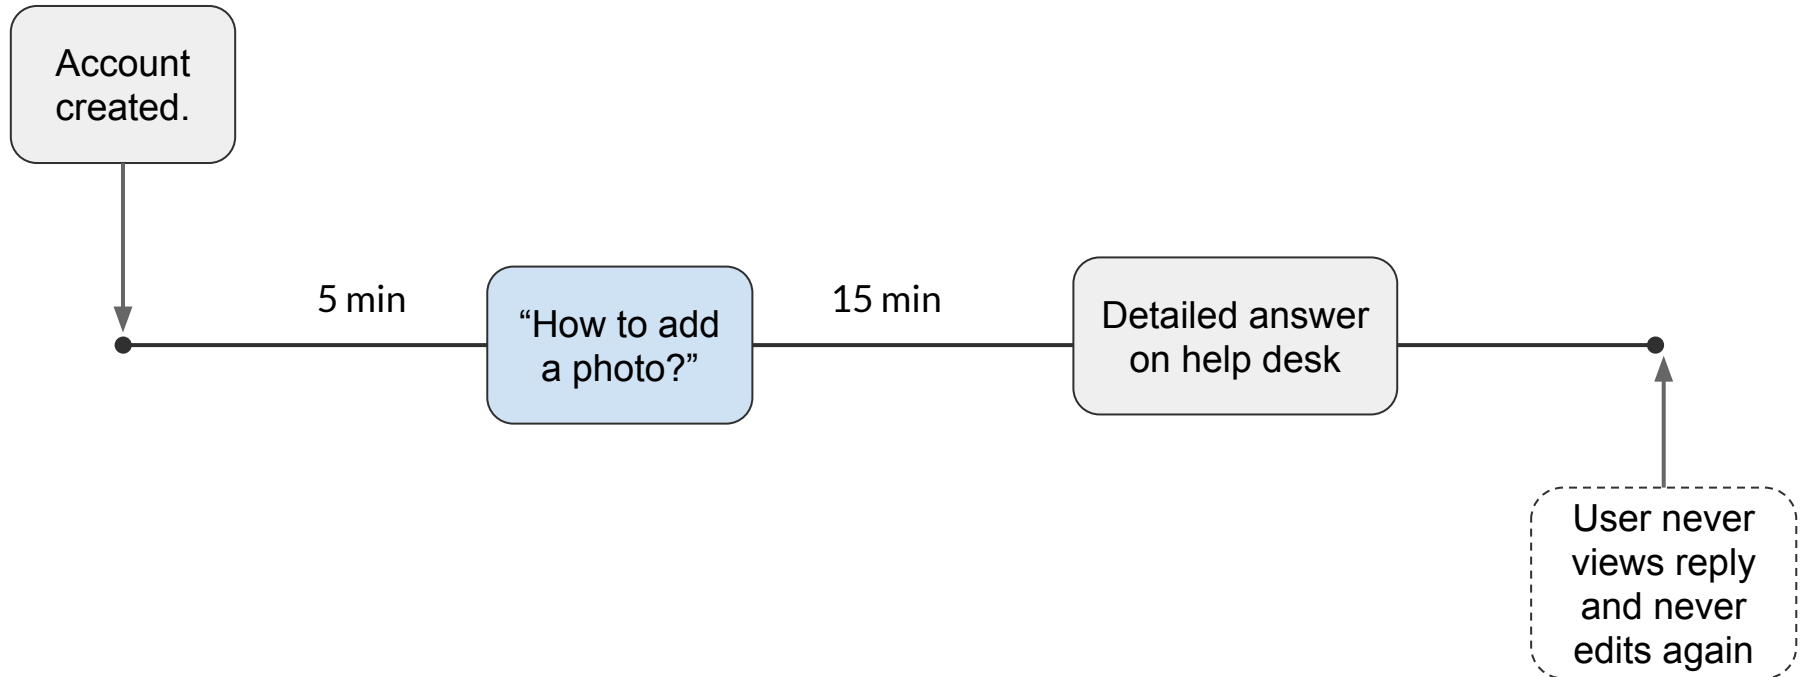 Account
created.
5 min
“How to add
a photo?”
15 min
Detailed answer
on help desk
User never
views reply
and never
edits again